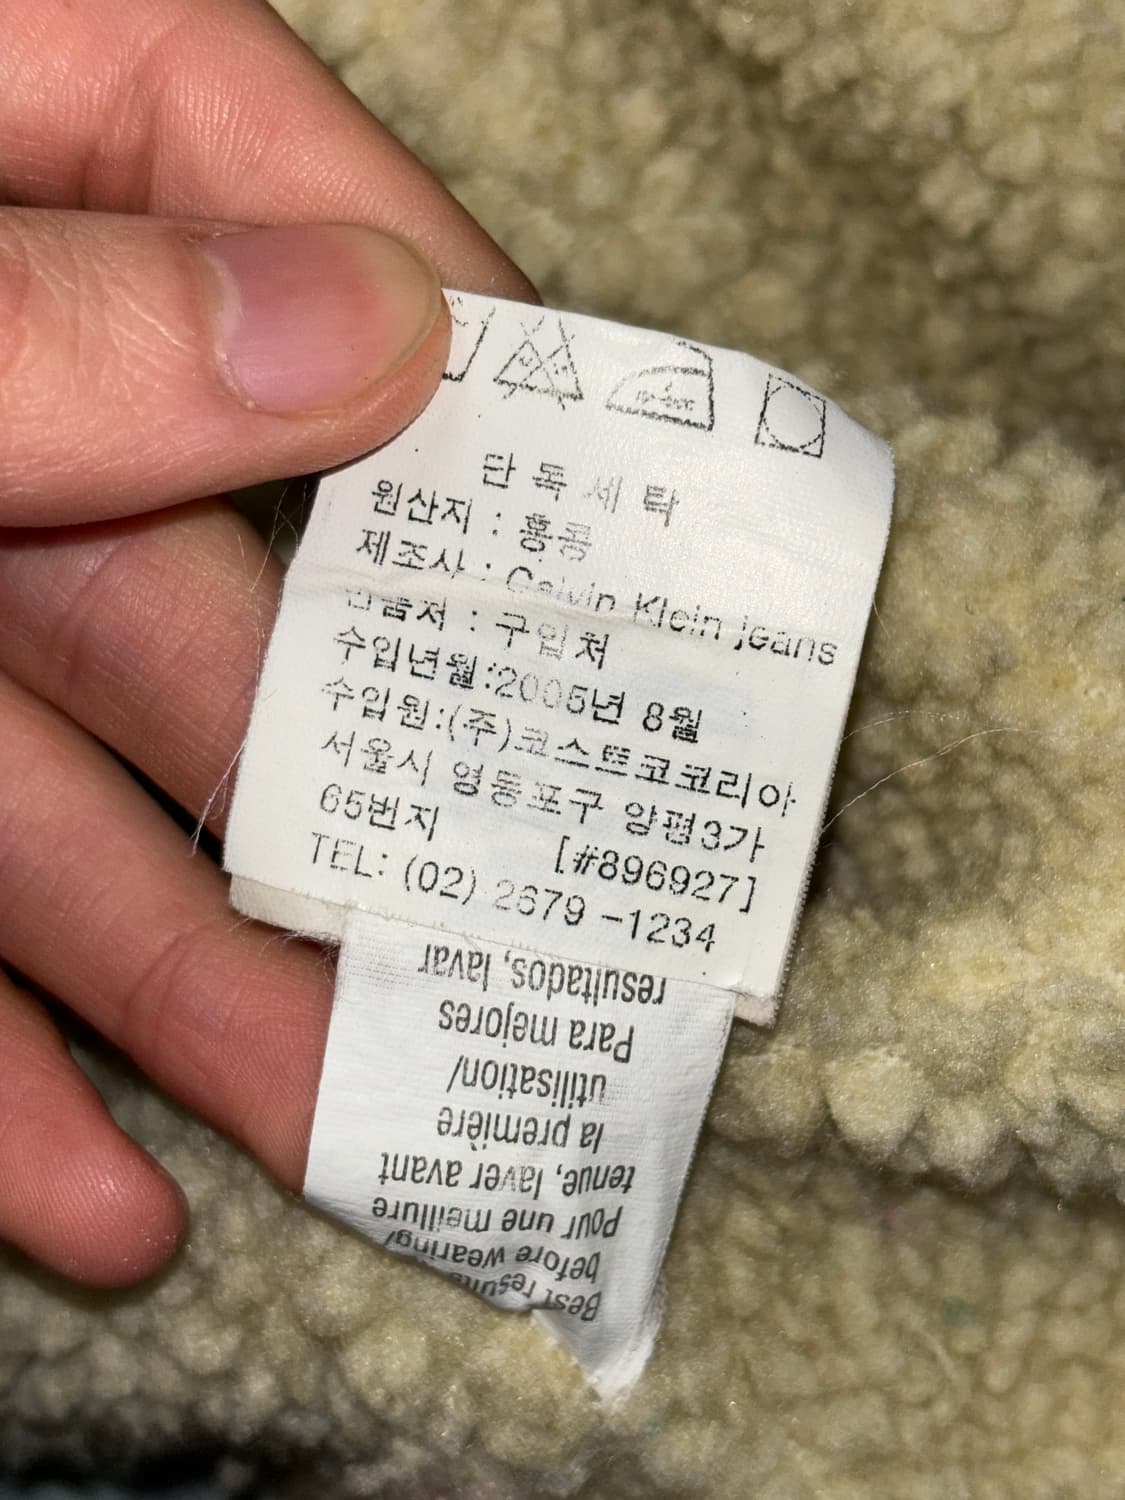 단독세탁
원산지 : 홍콩
제조사 : Calvin Klein jeans
반품처 : 구입처
수입년월:2005년 8월
수입원:(주)코스트코코리아
서울시 영등포구 양평3가
65번지 [#896927]
TEL: (02) 2679 -1234
Best results
before wearing/
Pour une meillure
tenue, laver avant
la première
utilisation/
Para mejores
resultados, lavar